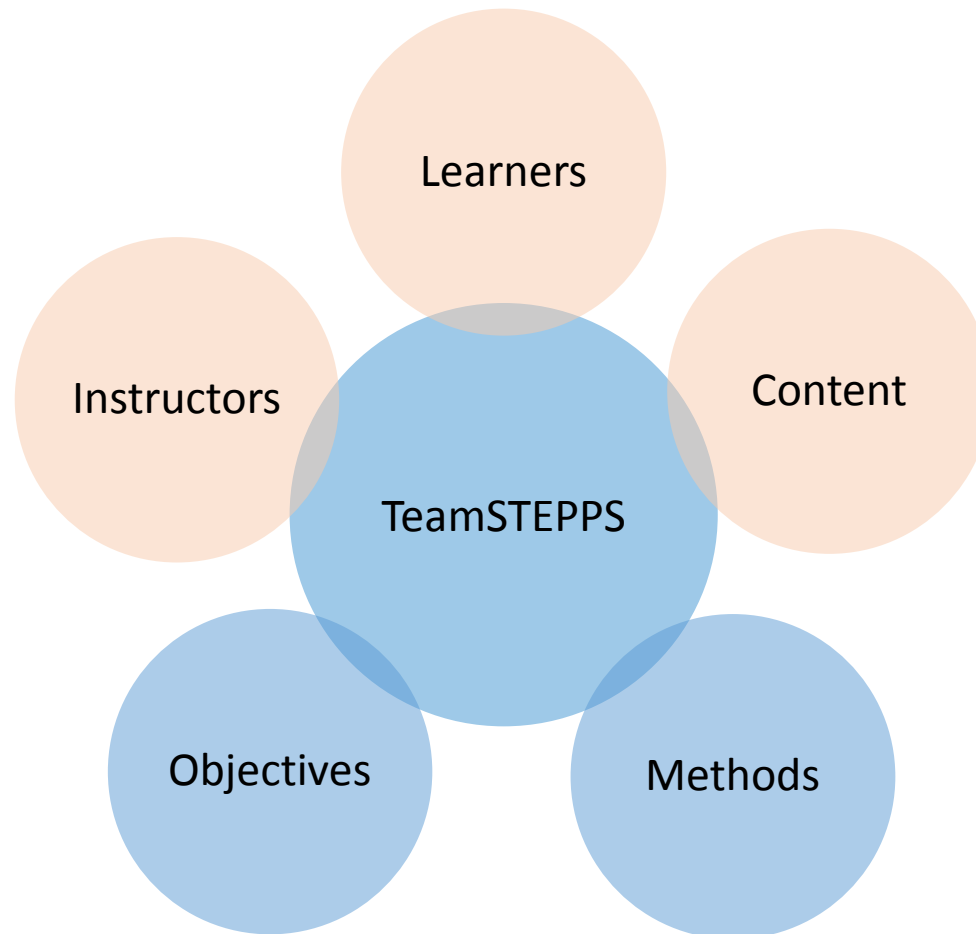 Learners
Instructors
Content
TeamSTEPPS
Objectives
Methods